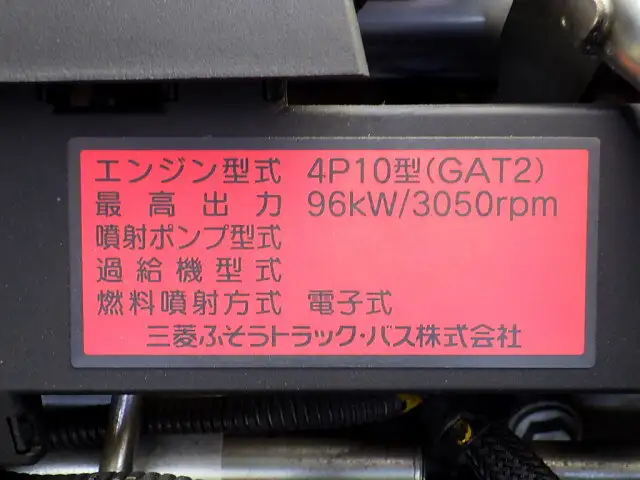 エンジン型式 4P10型(GAT2)
最高出力 96kW/3050rpm
噴射ポンプ型式
過給機型式
燃料噴射方式 電子式
三菱ふそうトラック・バス株式会社